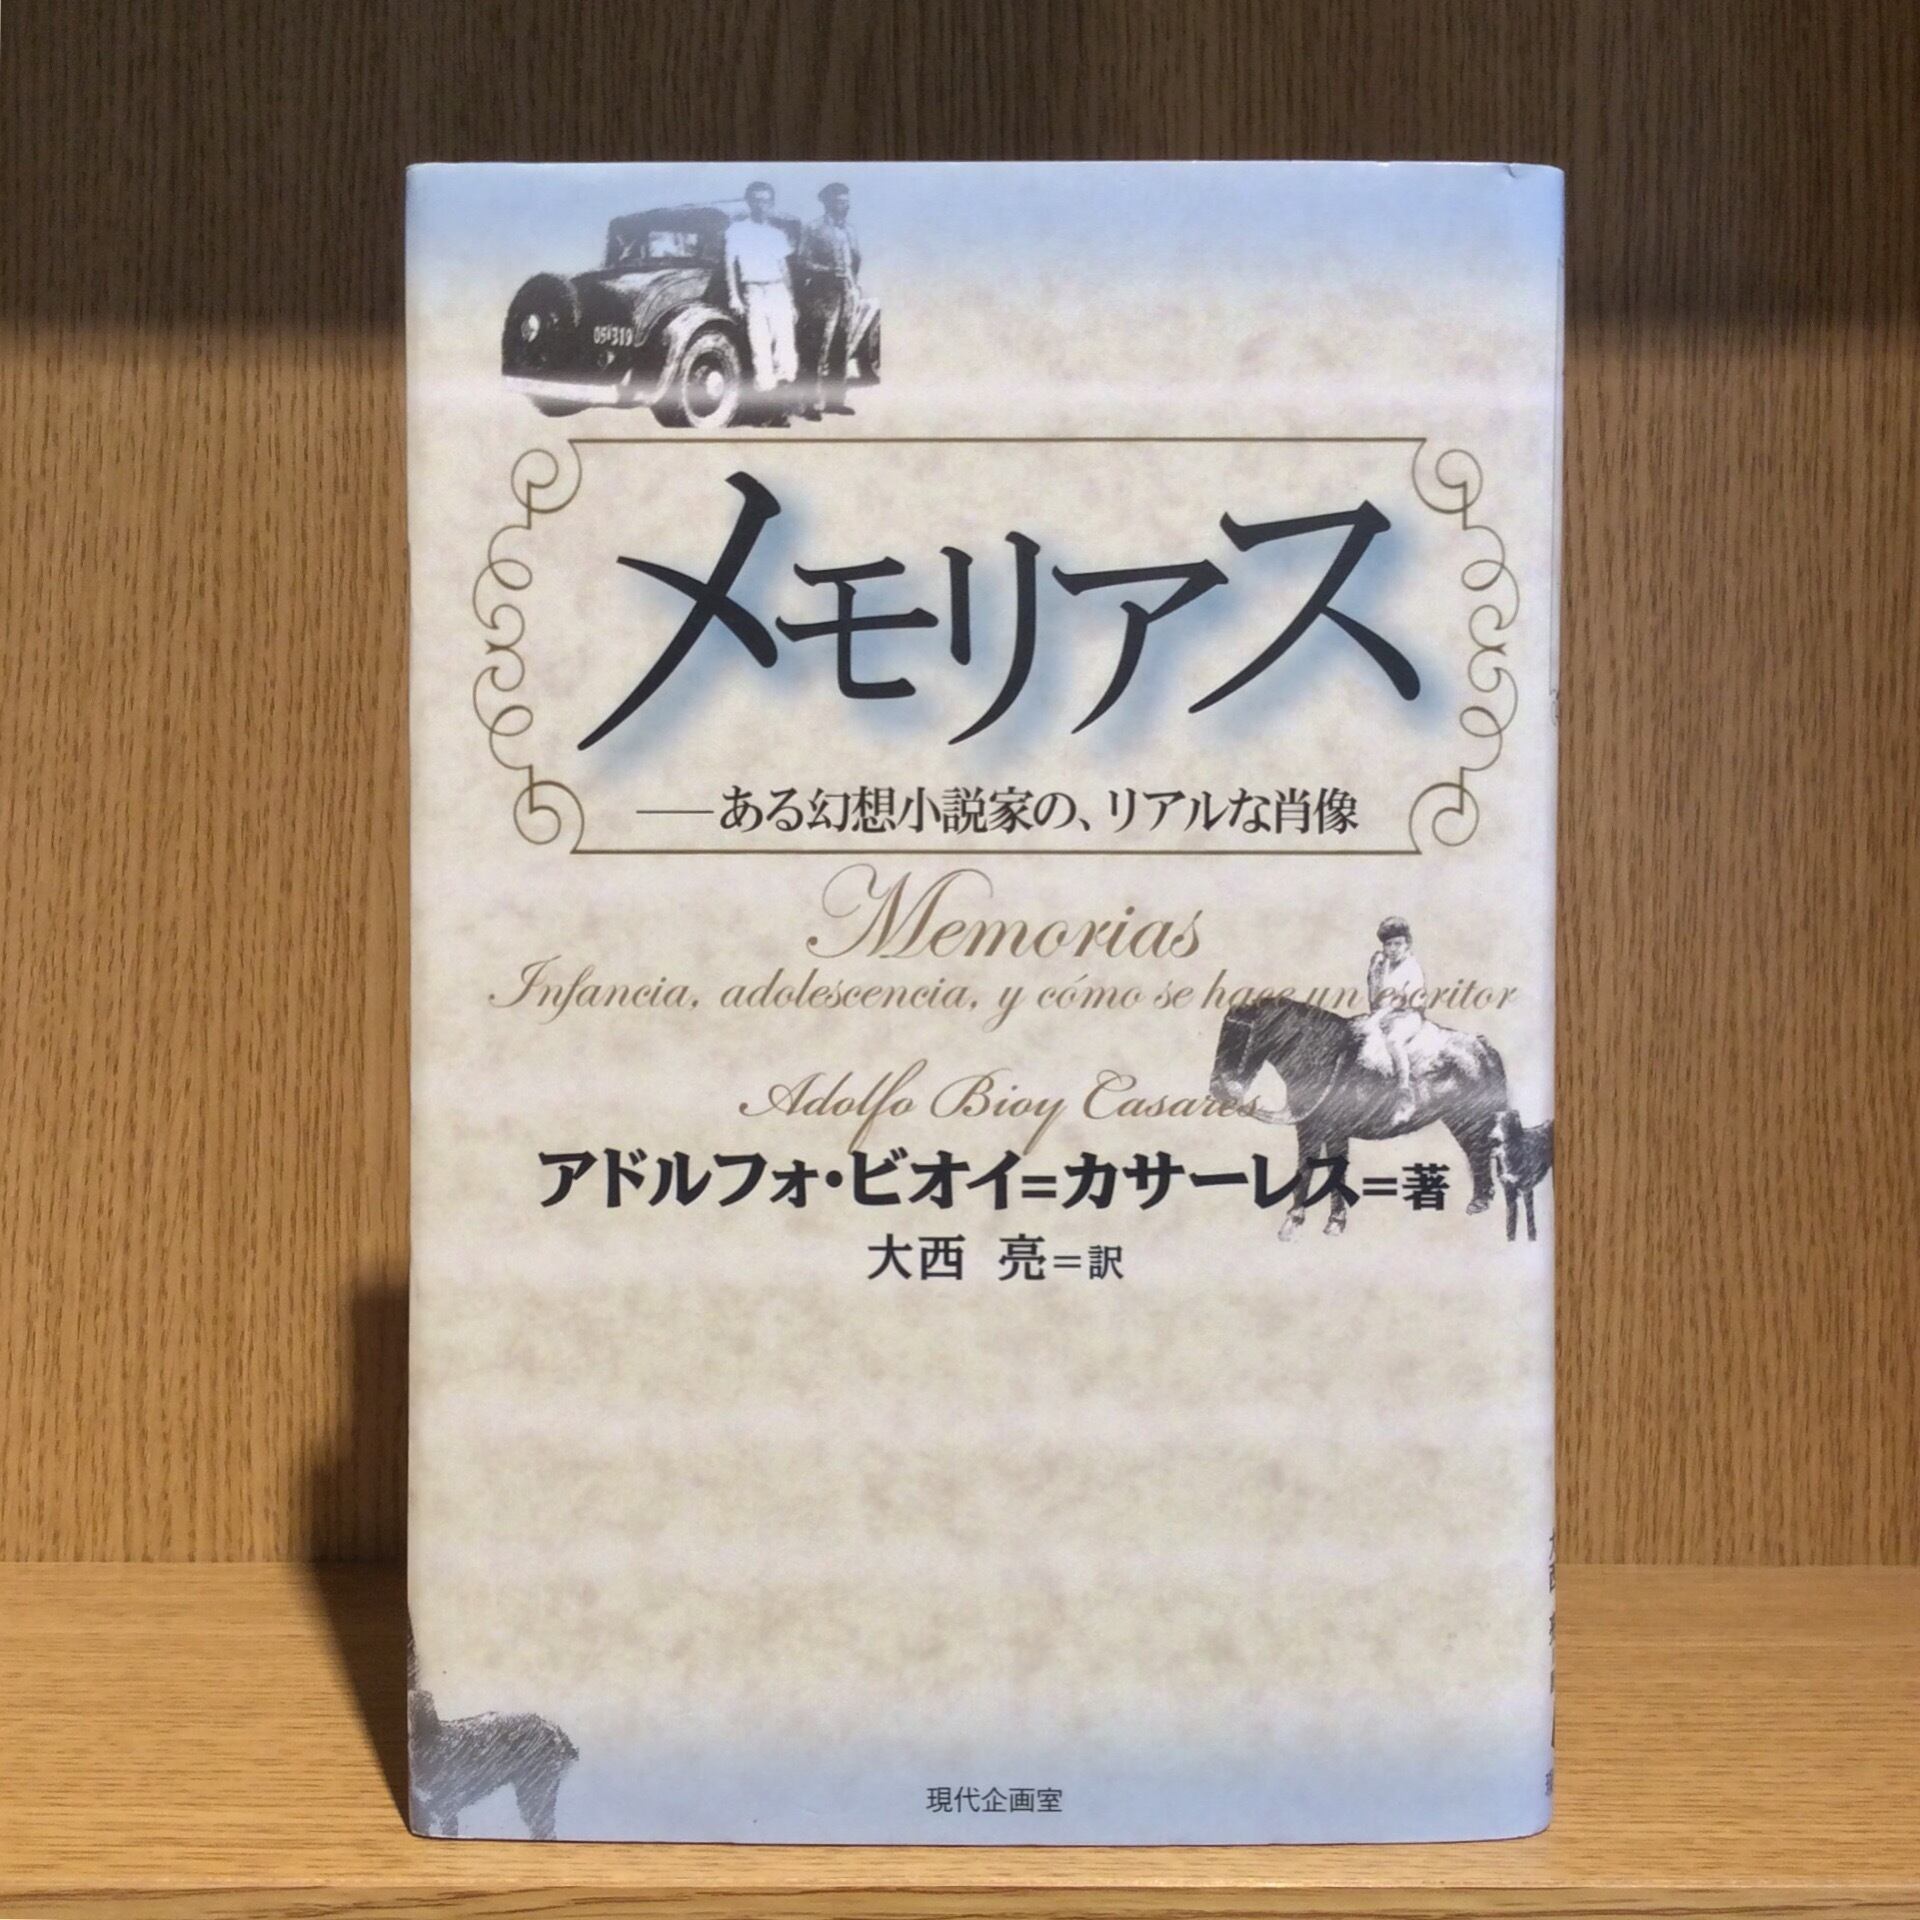 05 319
メモリアス
――ある幻想小説家の、リアルな肖像
Memorias
Infancia, adolescencia, y cómo se hace un escritor
Adolfo Bioy Casares
アドルフォ・ビオイ=カサーレス=著
大西 亮=訳
現代企画室